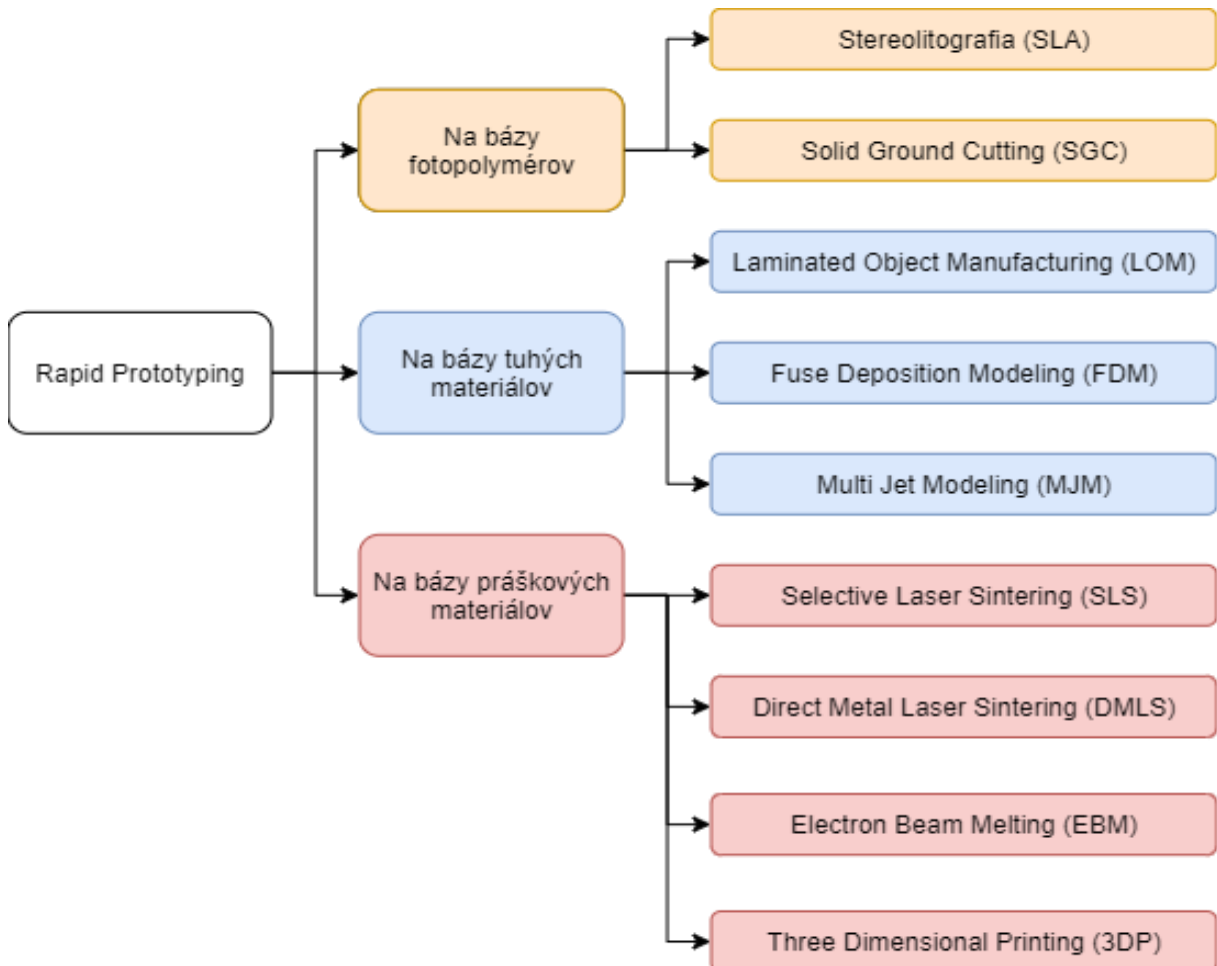 Rapid Prototyping
Na bázy
fotopolymérov
Stereolitografia (SLA)
Solid Ground Cutting (SGC)
Na bázy tuhých
materiálov
Laminated Object Manufacturing (LOM)
Fuse Deposition Modeling (FDM)
Multi Jet Modeling (MJM)
Na bázy práškových
materiálov
Selective Laser Sintering (SLS)
Direct Metal Laser Sintering (DMLS)
Electron Beam Melting (EBM)
Three Dimensional Printing (3DP)